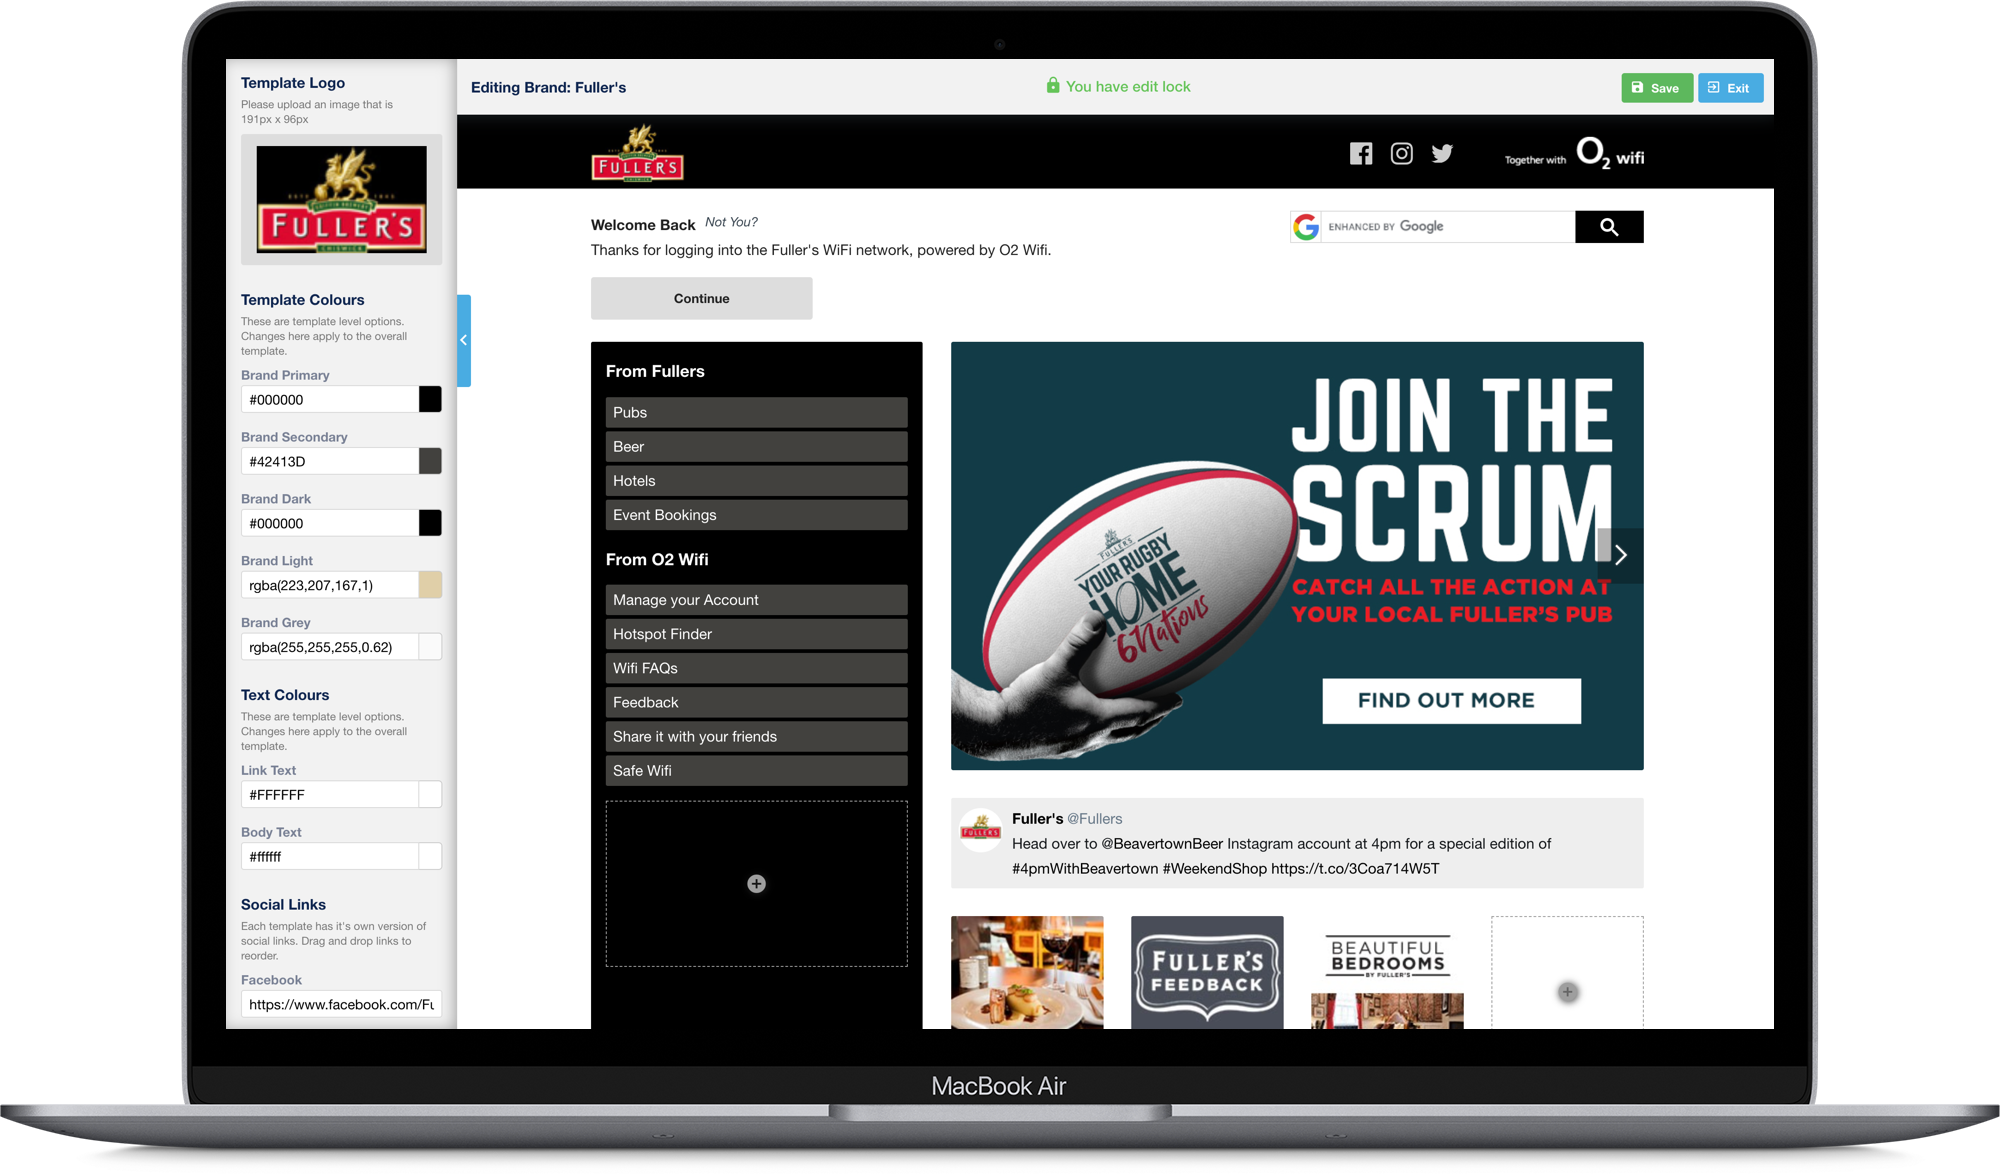 Template Logo
Please upload an image that is
191px x 96px
ESTD 1845
GRIFFIN BREWERY
FULLER'S
CHISWICK
Template Colours
These are template level options.
Changes here apply to the overall
template.
Brand Primary
#000000
Brand Secondary
#42413D
Brand Dark
#000000
Brand Light
rgba(223,207,167,1)
Brand Grey
rgba(255,255,255,0.62)
Text Colours
These are template level options.
Changes here apply to the overall
template.
Link Text
#FFFFFF
Body Text
#ffffff
Social Links
Each template has it's own version of
social links. Drag and drop links to
reorder.
Facebook
https://www.facebook.com/Fu
Editing Brand: Fuller's
You have edit lock
Save
Exit
FULLER'S
Together with O2 wifi
Welcome Back Not You?
Thanks for logging into the Fuller's WiFi network, powered by O2 Wifi.
G ENHANCED BY Google
Continue
From Fullers
Pubs
Beer
Hotels
Event Bookings
From O2 Wifi
Manage your Account
Hotspot Finder
Wifi FAQs
Feedback
Share it with your friends
Safe Wifi
JOIN THE
SCRUM
CATCH ALL THE ACTION AT
YOUR LOCAL FULLER'S PUB
FIND OUT MORE
FULLER'S
YOUR RUGBY
HOME
6 Nations
Fuller's @Fullers
Head over to @BeavertownBeer Instagram account at 4pm for a special edition of
#4pmWithBeavertown #WeekendShop https://t.co/3Coa714W5T
FULLER'S
FULLER'S
FEEDBACK
BEAUTIFUL
BEDROOMS
BY FULLER'S
MacBook Air